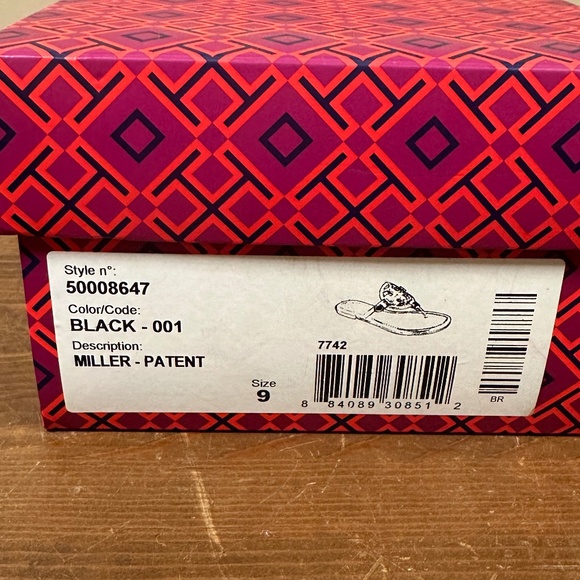 Style n°:
50008647
Color/Code:
BLACK - 001
Description:
MILLER - PATENT
Size
9
7742
8 84089 30851 2
BR